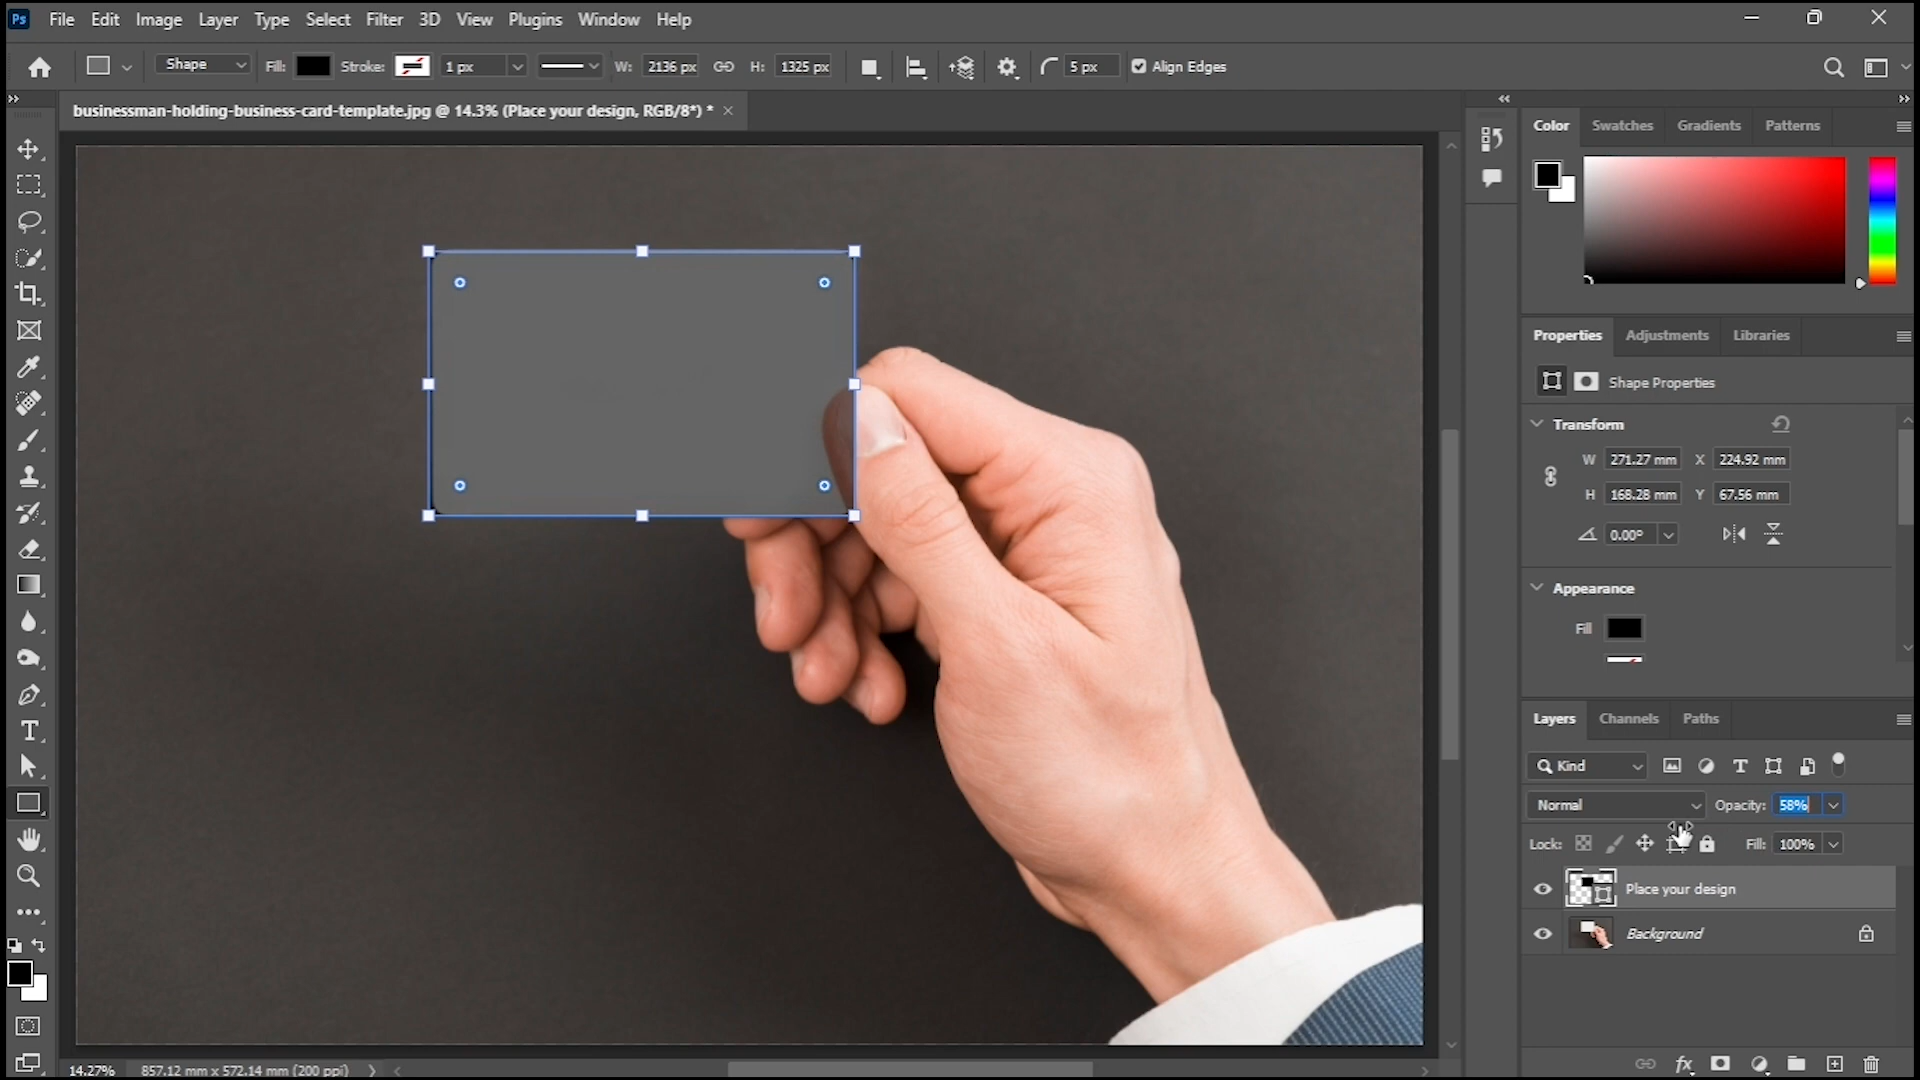 Ps File Edit Image Layer Type Select Filter 3D View Plugins Window Help
Shape Fill: Stroke: 1 px W: 2136 px H: 1325 px 5 px Align Edges
businessman-holding-business-card-template.jpg @ 14.3% (Place your design, RGB/8*) *
Color Swatches Gradients Patterns
Properties Adjustments Libraries
Shape Properties
Transform
W 271.27 mm X 224.92 mm
H 168.28 mm Y 67.56 mm
0.00°
Appearance
Fill
Layers Channels Paths
Kind
Normal Opacity: 58%
Lock: Fill: 100%
Place your design
Background
14.27% 857.12 mm x 572.14 mm (200 ppi)